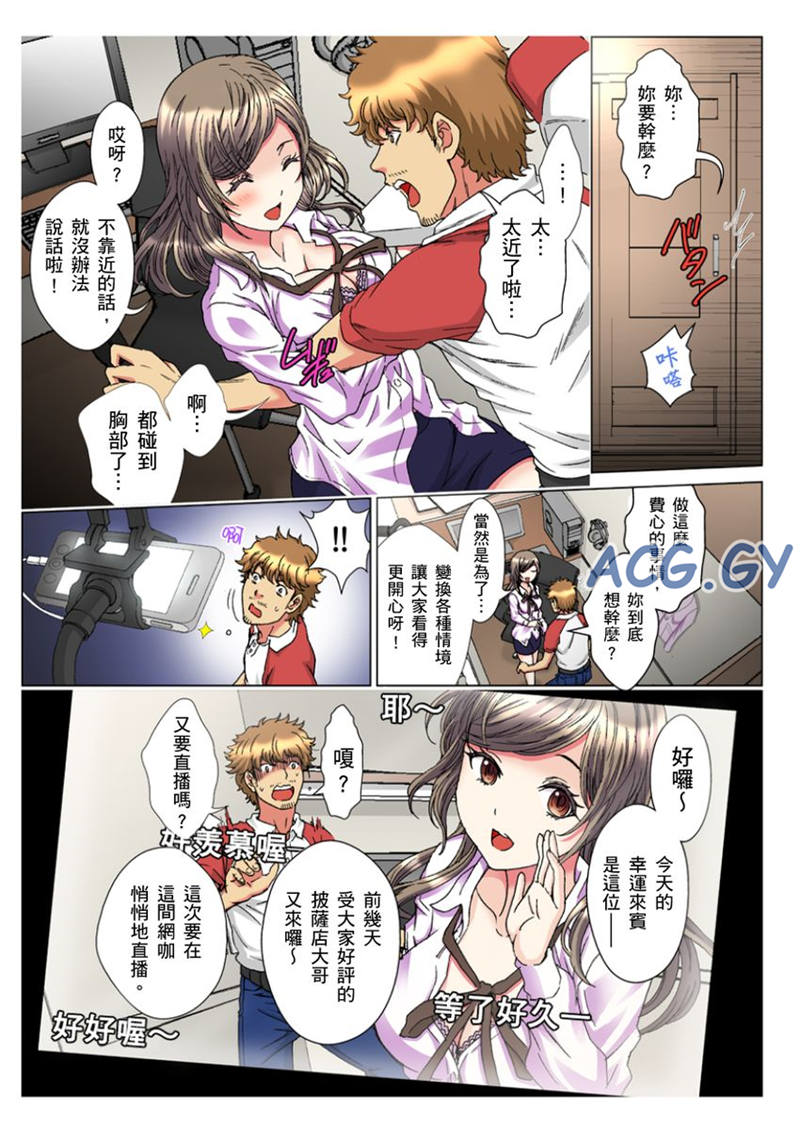 妳…
妳要幹麼？
バタン
咔嗒
…！
太…
太近了啦…
哎呀？
不靠近的話，
就沒辦法
說話啦！
啊…
都碰到
胸部了…
做這麼
費心的事情，
妳到底
想幹麼？
當然是為了…
變換各種情境
讓大家看得
更開心呀！
!!
啊
ACG.GY
耶～
好囉～
今天的
幸運來賓
是這位—
嗄？
又要直播嗎？
好羨慕喔
前幾天
受大家好評的
披薩店大哥
又來囉～
這次要在
這間網咖
悄悄地直播。
等了好久—
好好喔～